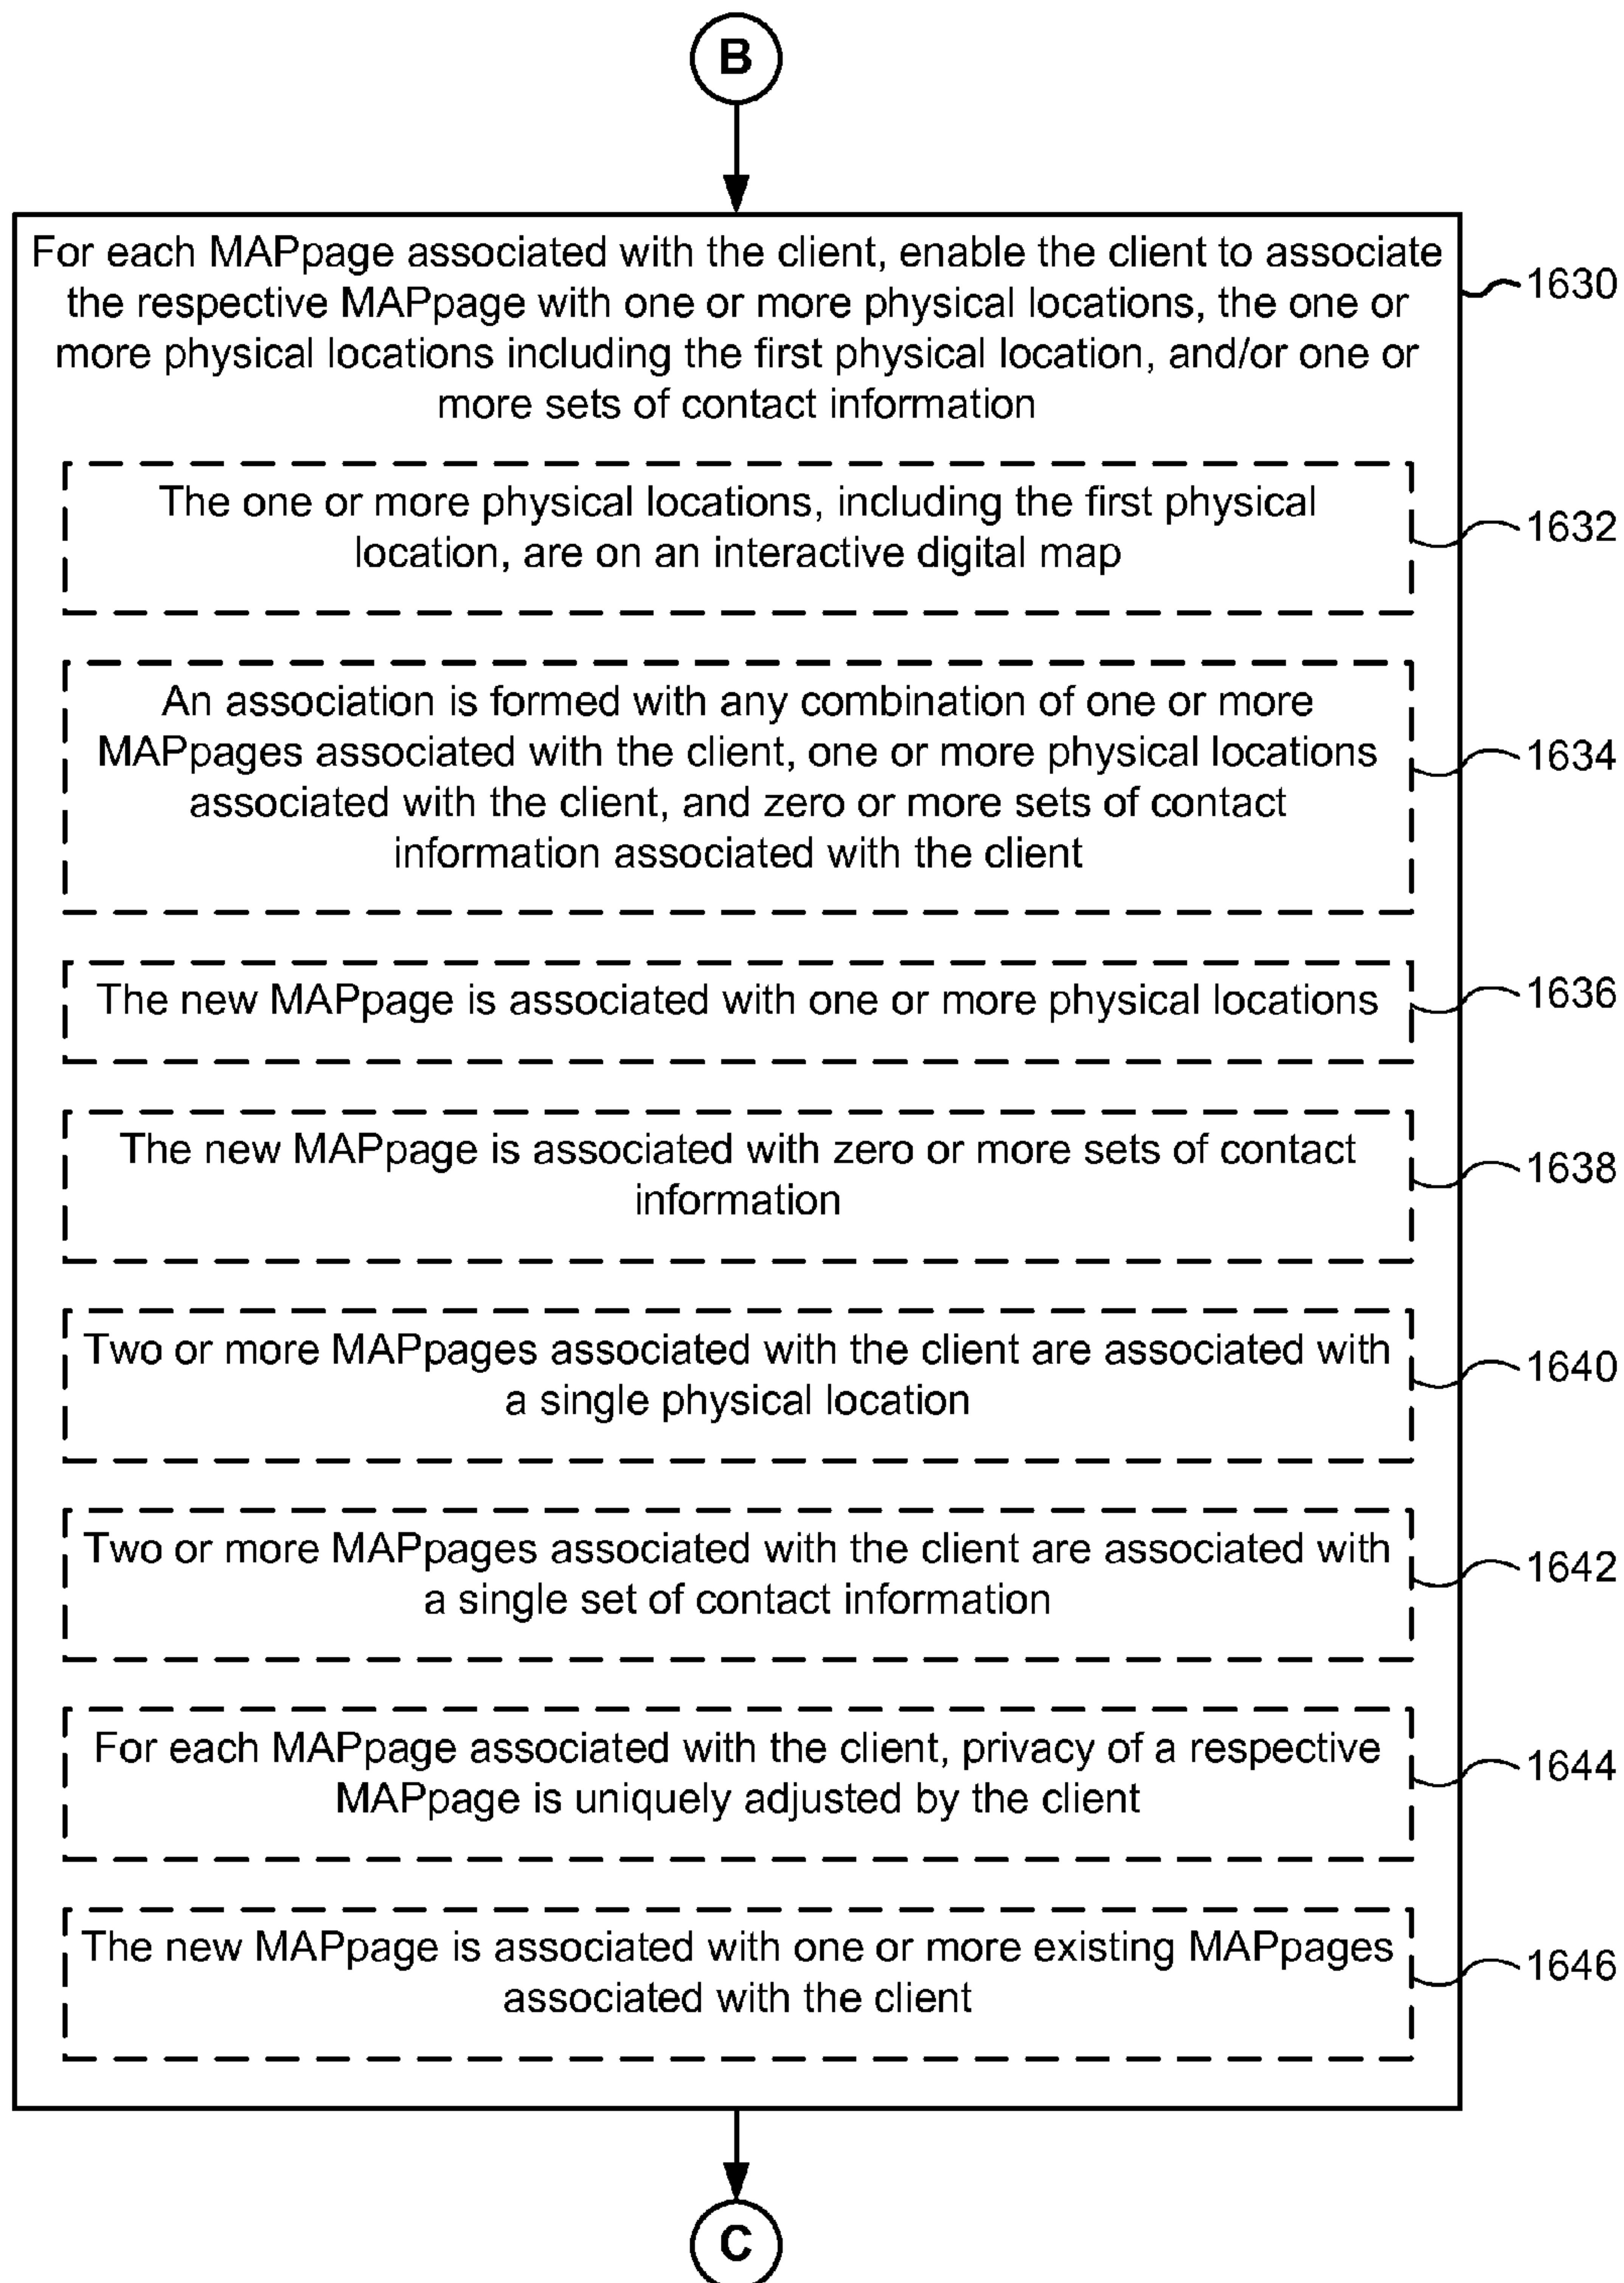 B
For each MAPpage associated with the client, enable the client to associate
the respective MAPpage with one or more physical locations, the one or
more physical locations including the first physical location, and/or one or
more sets of contact information
1630
The one or more physical locations, including the first physical
location, are on an interactive digital map
1632
An association is formed with any combination of one or more
MAPpages associated with the client, one or more physical locations
associated with the client, and zero or more sets of contact
information associated with the client
1634
The new MAPpage is associated with one or more physical locations
1636
The new MAPpage is associated with zero or more sets of contact
information
1638
Two or more MAPpages associated with the client are associated with
a single physical location
1640
Two or more MAPpages associated with the client are associated with
a single set of contact information
1642
For each MAPpage associated with the client, privacy of a respective
MAPpage is uniquely adjusted by the client
1644
The new MAPpage is associated with one or more existing MAPpages
associated with the client
1646
C